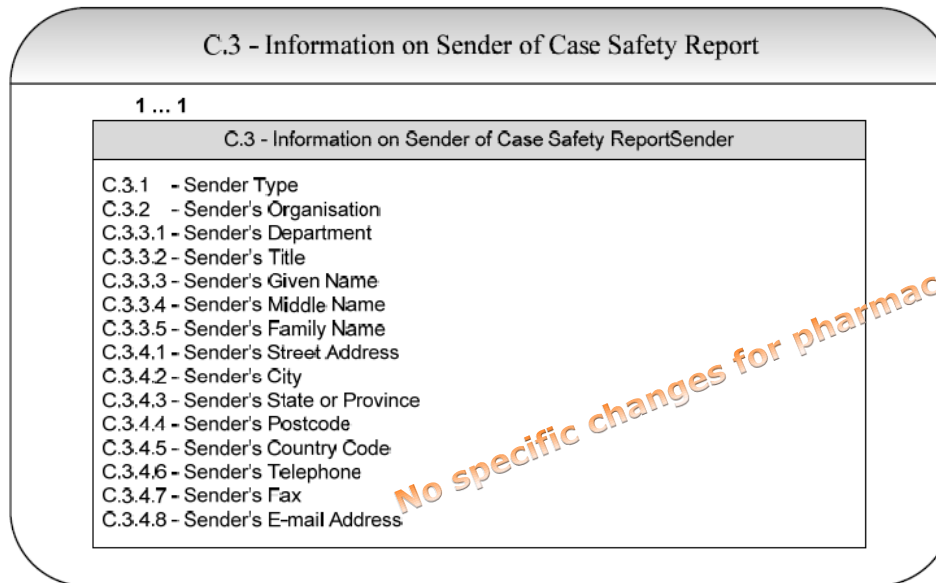 C.3 - Information on Sender of Case Safety Report
1 ... 1
C.3 - Information on Sender of Case Safety ReportSender
C.3.1 - Sender Type
C.3.2 - Sender's Organisation
C.3.3.1 - Sender's Department
C.3.3.2 - Sender's Title
C.3.3.3 - Sender's Given Name
C.3.3.4 - Sender's Middle Name
C.3.3.5 - Sender's Family Name
C.3.4.1 - Sender's Street Address
C.3.4.2 - Sender's City
C.3.4.3 - Sender's State or Province
C.3.4.4 - Sender's Postcode
C.3.4.5 - Sender's Country Code
C.3.4.6 - Sender's Telephone
C.3.4.7 - Sender's Fax
C.3.4.8 - Sender's E-mail Address
No specific changes for pharmac